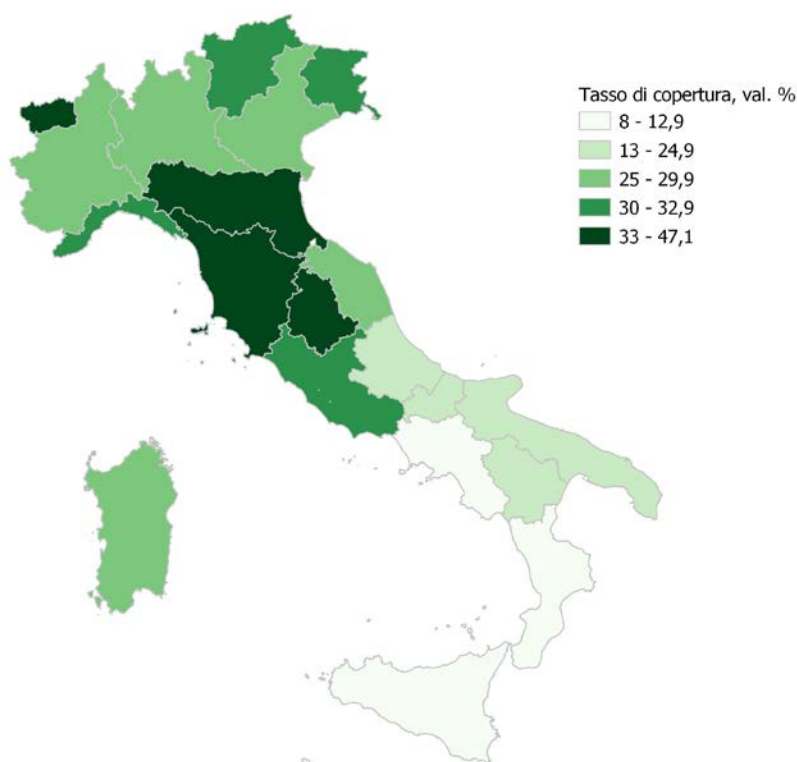 Tasso di copertura, val. %
8 - 12,9
13 - 24,9
25 - 29,9
30 - 32,9
33 - 47,1